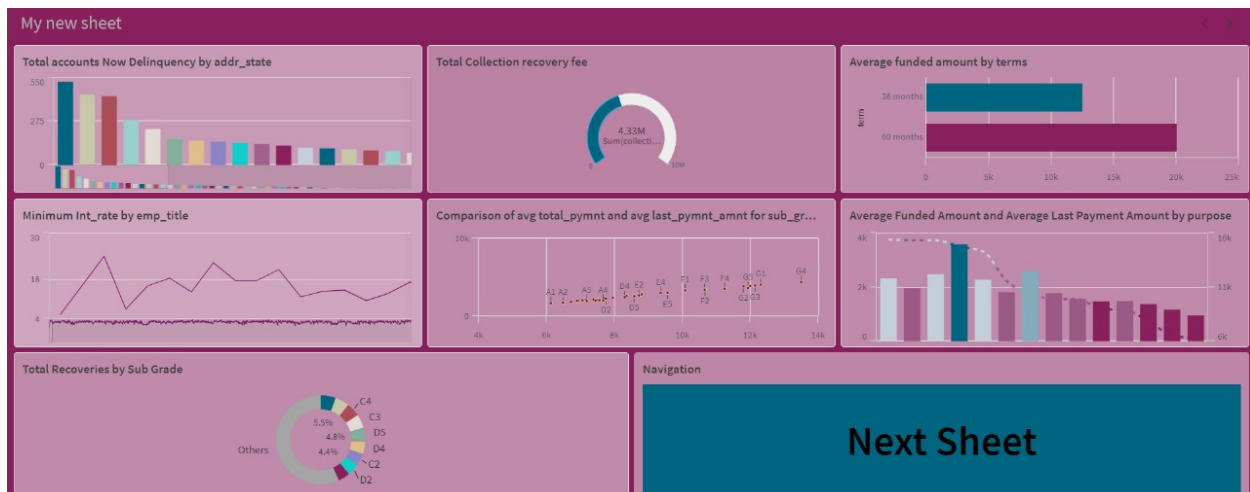 My new sheet
Total accounts Now Delinquency by addr_state
550
275
0
Total Collection recovery fee
4.33M
Sum(collecti...
0
10M
Average funded amount by terms
term
36 months
60 months
0 5k 10k 15k 20k 25k
Minimum Int_rate by emp_title
30
4
Comparison of avg total_pymnt and avg last_pymnt_amnt for sub_gr...
10k
0
A1 A2 A5 A4 D2 D4 E2 D5 E4 E5 F1 F3 F2 F4 G5 G1 G2 G3 G4
4k 6k 8k 10k 12k 14k
Average Funded Amount and Average Last Payment Amount by purpose
4k
2k
0
16k
11k
6k
Total Recoveries by Sub Grade
5.5%
4.8%
4.4%
C4
C3
D5
D4
C2
D2
Others
Navigation
Next Sheet